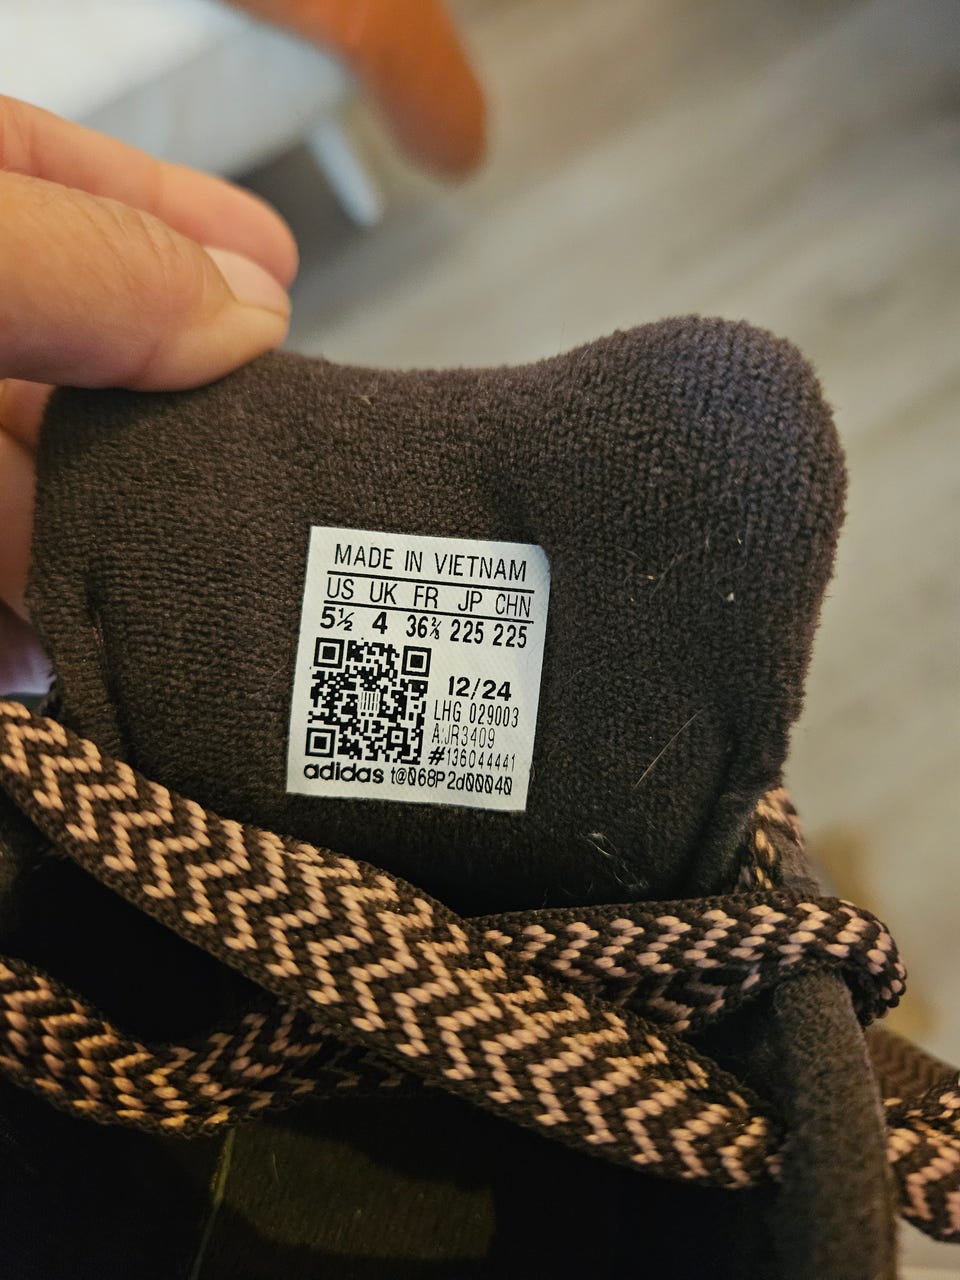 MADE IN VIETNAM
US UK FR JP CHN
5½ 4 36⅔ 225 225
12/24
LHG 029003
A:JR3409
#136044441
adidas t@068P2d00040